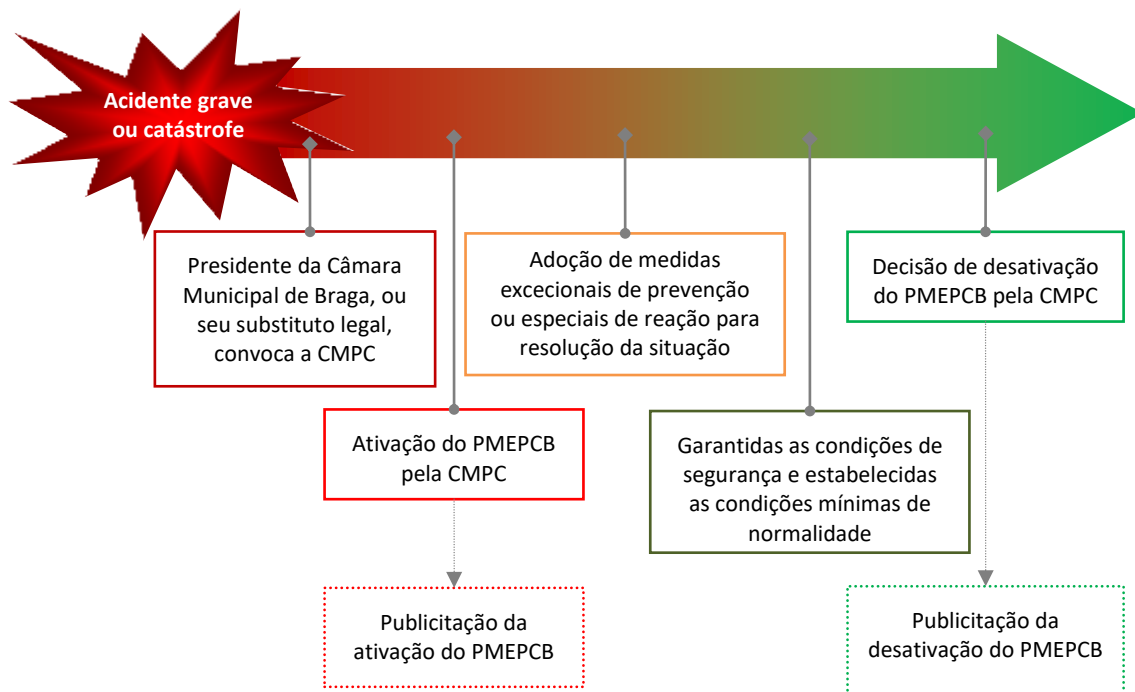 Acidente grave
ou catástrofe
Presidente da Câmara
Municipal de Braga, ou
seu substituto legal,
convoca a CMPC
Ativação do PMEPCB
pela CMPC
Publicitação da
ativação do PMEPCB
Adoção de medidas
excecionais de prevenção
ou especiais de reação para
resolução da situação
Garantidas as condições de
segurança e estabelecidas
as condições mínimas de
normalidade
Decisão de desativação
do PMEPCB pela CMPC
Publicitação da
desativação do PMEPCB